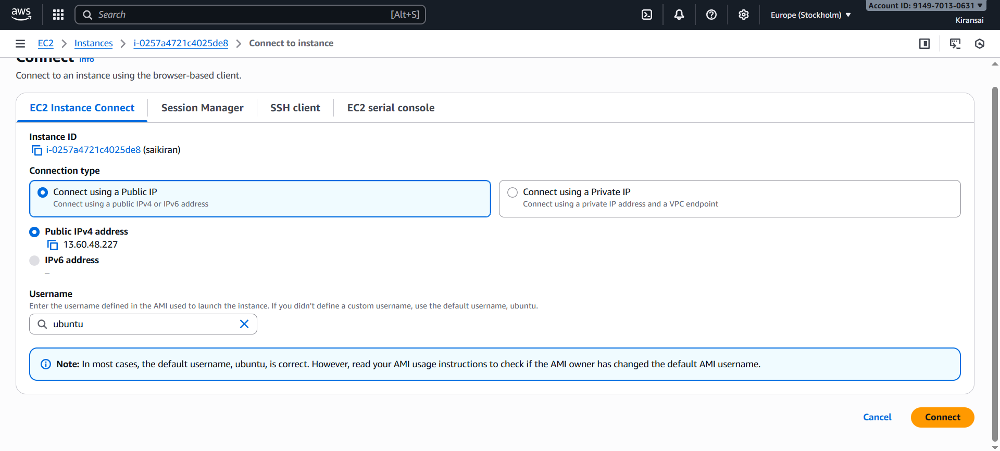 aws
Search [Alt+S]
Europe (Stockholm)
Account ID: 9149-7013-0631
Kiransai
EC2 Instances i-0257a4721c4025de8 Connect to instance
Connect Info
Connect to an instance using the browser-based client.
EC2 Instance Connect Session Manager SSH client EC2 serial console
Instance ID
i-0257a4721c4025de8 (saikiran)
Connection type
Connect using a Public IP
Connect using a public IPv4 or IPv6 address
Connect using a Private IP
Connect using a private IP address and a VPC endpoint
Public IPv4 address
13.60.48.227
IPv6 address
–
Username
Enter the username defined in the AMI used to launch the instance. If you didn't define a custom username, use the default username, ubuntu.
ubuntu
Note: In most cases, the default username, ubuntu, is correct. However, read your AMI usage instructions to check if the AMI owner has changed the default AMI username.
Cancel Connect